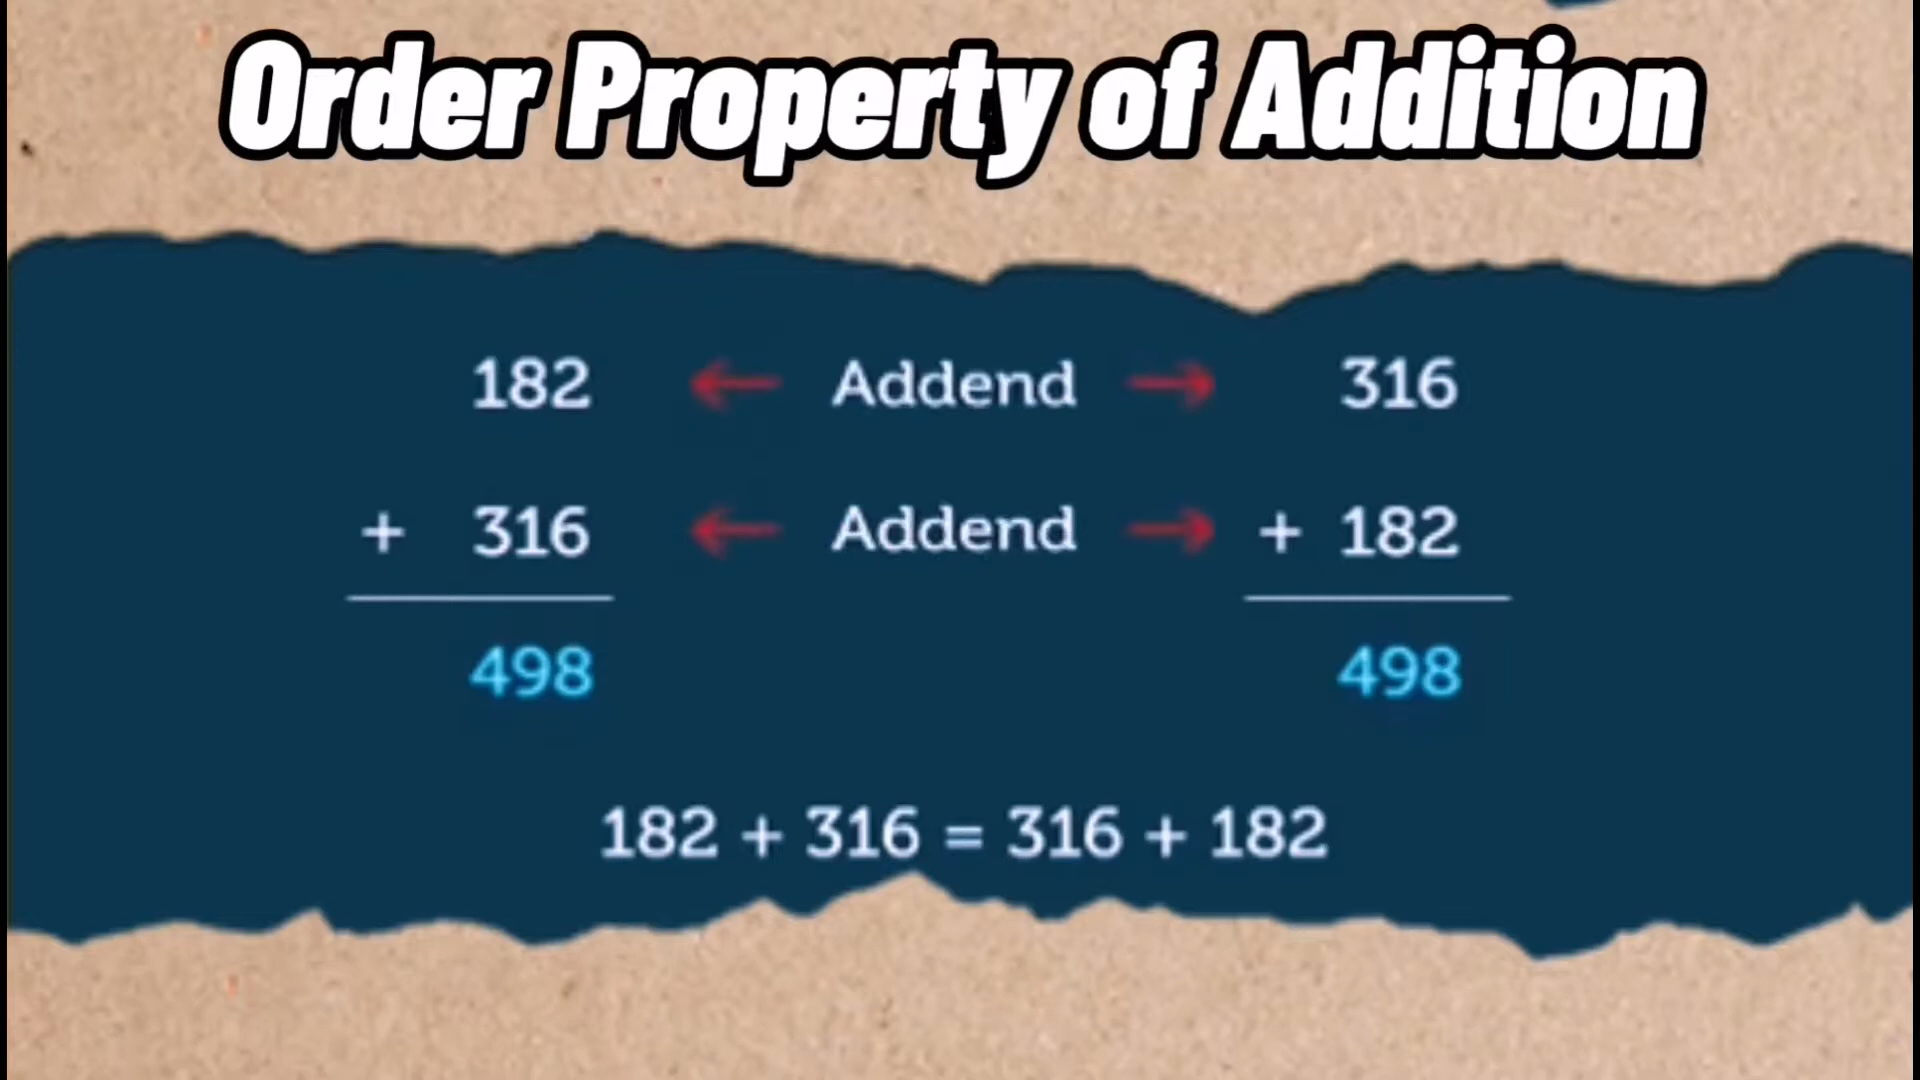 Order Property of Addition
182 ← Addend → 316
+ 316 ← Addend → + 182
498 498
182 + 316 = 316 + 182